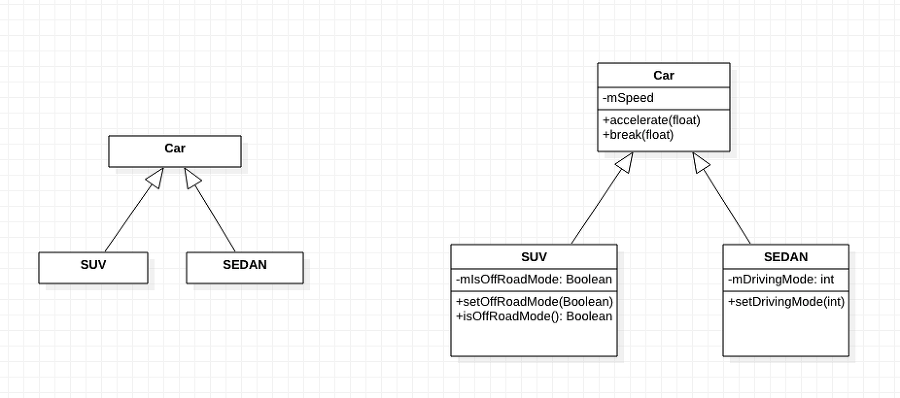 Car
SUV
SEDAN
Car
-mSpeed
+accelerate(float)
+break(float)
SUV
-mIsOffRoadMode: Boolean
+setOffRoadMode(Boolean)
+isOffRoadMode(): Boolean
SEDAN
-mDrivingMode: int
+setDrivingMode(int)